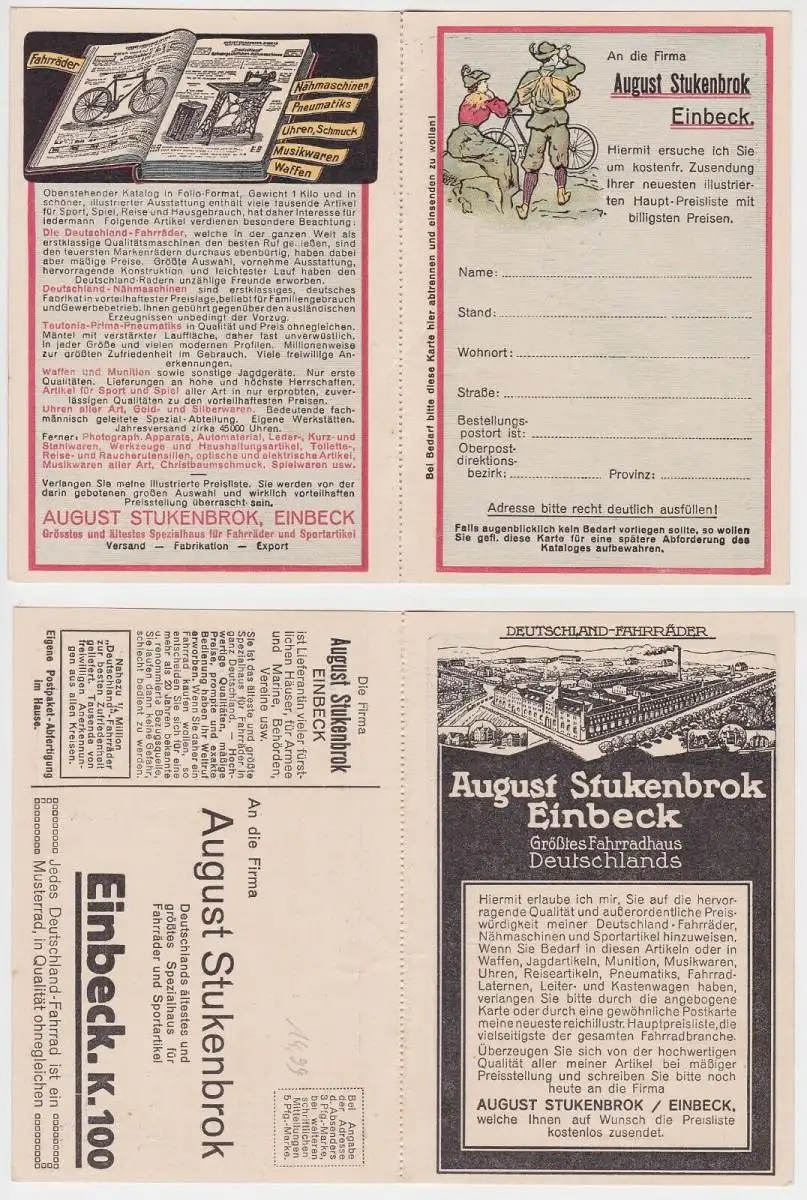 Fahrräder
Nähmaschinen
Pneumatiks
Uhren, Schmuck
Musikwaren
Waffen
Obenstehender Katalog in Folio-Format, Gewicht 1 Kilo und in
schöner, illustrierter Ausstattung enthält viele tausende Artikel
für Sport, Spiel, Reise und Hausgebrauch, hat daher Interesse für
jedermann Folgende Artikel verdienen besondere Beachtung:
Die Deutschland-Fahrräder, welche in der ganzen Welt als
erstklassige Qualitätsmaschinen den besten Ruf genießen, sind
den teuersten Markenrädern durchaus ebenbürtig, haben dabei
aber mäßige Preise. Größte Auswahl, vornehme Ausstattung,
hervorragende Konstruktion und leichtester Lauf haben den
Deutschland-Rädern unzählige Freunde erworben.
Deutschland-Nähmaschinen sind erstklassiges, deutsches
Fabrikat in vorteilhaftester Preislage, beliebt für Familiengebrauch
und Gewerbebetrieb. Ihnen gebührt gegenüber den ausländischen
Erzeugnissen unbedingt der Vorzug.
Teutonia-Prima-Pneumatiks in Qualität und Preis ohnegleichen.
Mäntel mit verstärkter Lauffläche, daher fast unverwüstlich.
In jeder Größe und vielen modernen Profilen. Millionenweise
zur größten Zufriedenheit im Gebrauch. Viele freiwillige An-
erkennungen.
Waffen und Munition sowie sonstige Jagdgeräte. Nur erste
Qualitäten. Lieferungen an hohe und höchste Herrschaften.
Artikel für Sport und Spiel aller Art in nur erprobten, zuver-
lässigen Qualitäten zu den vorteilhaftesten Preisen.
Uhren aller Art, Gold- und Silberwaren. Bedeutende fach-
männisch geleitete Spezial-Abteilung. Eigene Werkstätten.
Jahresversand zirka 45000 Uhren.
Ferner: Photograph. Apparate, Automaterial, Leder-, Kurz- und
Stahlwaren, Werkzeuge und Haushaltungsartikel, Toilette-,
Reise- und Raucherutensilien, optische und elektrische Artikel,
Musikwaren aller Art, Christbaumschmuck, Spielwaren usw.
Verlangen Sie meine illustrierte Preisliste. Sie werden von der
darin gebotenen großen Auswahl und wirklich vorteilhaften
Preisstellung überrascht sein.
AUGUST STUKENBROK, EINBECK
Grösstes und ältestes Spezialhaus für Fahrräder und Sportartikel
Versand — Fabrikation — Export
Bei Bedarf bitte diese Karte hier abtrennen und einsenden zu wollen!
An die Firma
August Stukenbrok
Einbeck.
Hiermit ersuche ich Sie
um kostenfr. Zusendung
Ihrer neuesten illustrier-
ten Haupt-Preisliste mit
billigsten Preisen.
Name:
Stand:
Wohnort:
Straße:
Bestellungs-
postort ist:
Oberpost-
direktions-
bezirk: Provinz:
Adresse bitte recht deutlich ausfüllen!
Falls augenblicklich kein Bedarf vorliegen sollte, so wollen
Sie gefl. diese Karte für eine spätere Abforderung des
Kataloges aufbewahren.
Die Firma
August Stukenbrok
EINBECK
ist Lieferantin vieler fürst-
lichen Häuser, für Armee
und Marine, Behörden,
Vereine usw.
Sie ist das älteste und größte
Spezialhaus für Fahrräder in
ganz Deutschland. — Hoch-
wertige Qualitäten, mäßige
Preise, prompte und exakte
Bedienung haben ihr Weltruf
erworben. Wenn Sie daher ein
Fahrrad kaufen wollen, so
entscheiden Sie sich für eine
mehr als 20 Jahren bekannte
u. renommierte Bezugsquelle,
Sie laufen dann keine Gefahr,
schlecht bedient zu werden.
Nahezu ½ Million
„Deutschland“-Fahrräder
zur besten Zufriedenheit
geliefert. Tausende von
freiwilligen Anerkennun-
gen aus allen Kreisen.
Eigene Postpaket-Abfertigung
im Hause.
An die Firma
August Stukenbrok
Deutschlands ältestes und
größtes Spezialhaus für
Fahrräder und Sportartikel
Einbeck. K. 100
Jedes Deutschland-Fahrrad ist ein
Musterrad, in Qualität ohnegleichen
Bei Angabe
der Adresse
d. Absenders
3 Pfg.-Marke,
bei weiteren
schriftlichen
Mitteilungen
5 Pfg.-Marke.
14,99
DEUTSCHLAND-FAHRRÄDER
August Stukenbrok
Einbeck
Größtes Fahrradhaus
Deutschlands
Hiermit erlaube ich mir, Sie auf die hervor-
ragende Qualität und außerordentliche Preis-
würdigkeit meiner Deutschland-Fahrräder,
Nähmaschinen und Sportartikel hinzuweisen.
Wenn Sie Bedarf in diesen Artikeln oder in
Waffen, Jagdartikeln, Munition, Musikwaren,
Uhren, Reiseartikeln, Pneumatiks, Fahrrad-
Laternen, Leiter- und Kastenwagen haben,
verlangen Sie bitte durch die angebogene
Karte oder durch eine gewöhnliche Postkarte
meine neueste reichillustr. Hauptpreisliste, die
vielseitigste der gesamten Fahrradbranche.
Überzeugen Sie sich von der hochwertigen
Qualität aller meiner Artikel bei mäßiger
Preisstellung und schreiben Sie bitte noch
heute an die Firma
AUGUST STUKENBROK / EINBECK,
welche Ihnen auf Wunsch die Preisliste
kostenlos zusendet.